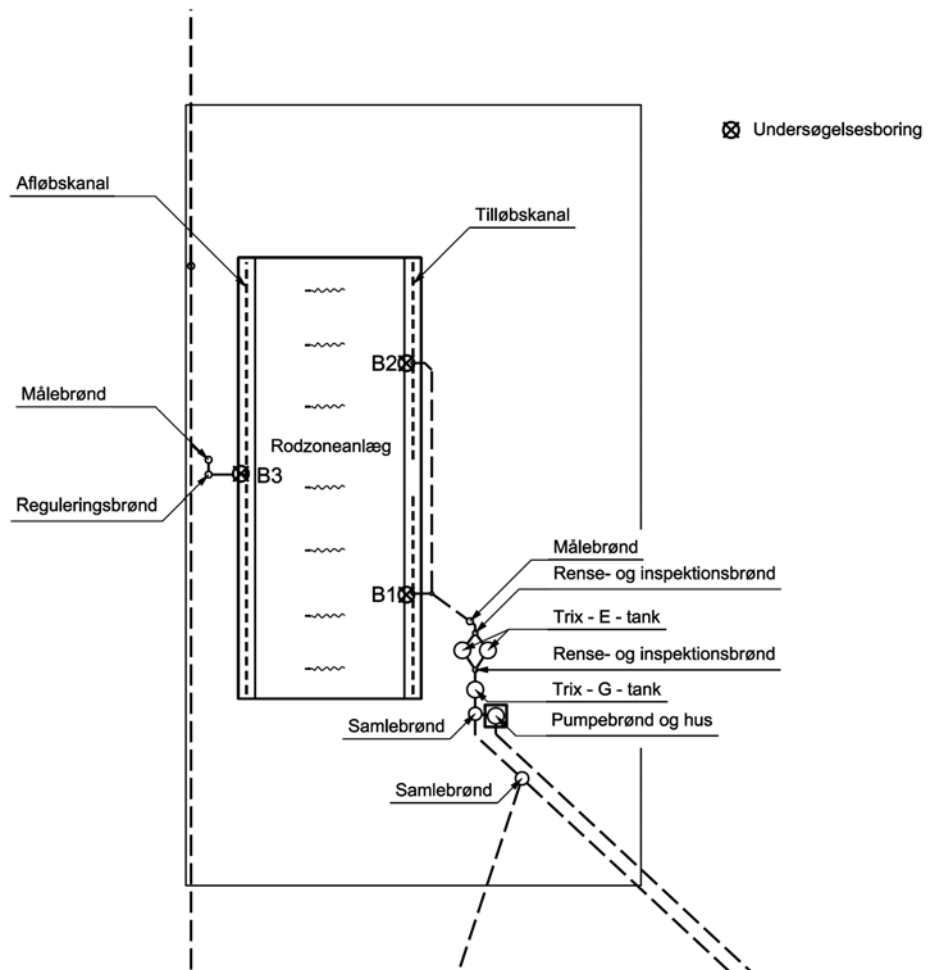 Undersøgelsesboring
Afløbskanal
Tilløbskanal
B2
Målebrønd
Rodzoneanlæg
B3
Reguleringsbrønd
Målebrønd
Rense- og inspektionsbrønd
B1
Trix - E - tank
Rense- og inspektionsbrønd
Trix - G - tank
Samlebrønd
Pumpebrønd og hus
Samlebrønd